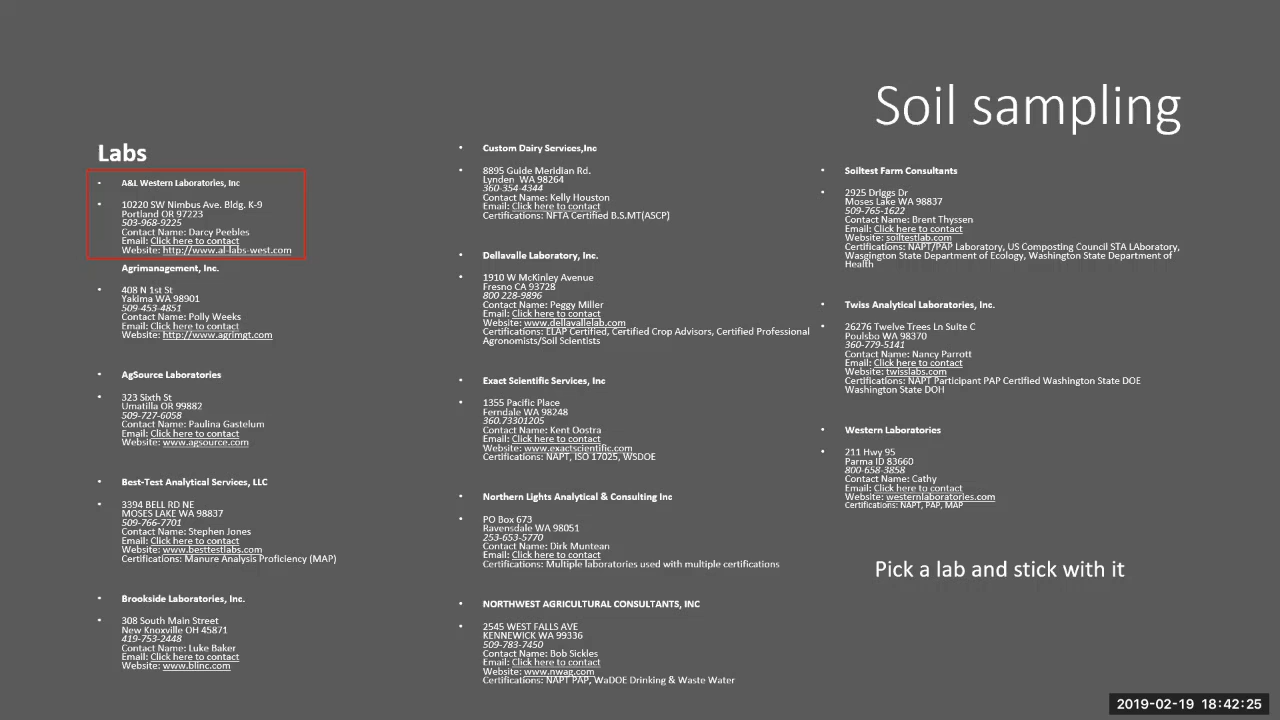 Soil sampling
Labs
A&L Western Laboratories, Inc
10220 SW Nimbus Ave. Bldg. K-9
Portland OR 97223
503-968-9225
Contact Name: Darcy Peebles
Email: Click here to contact
Website: http://www.al-labs-west.com
Agrimanagement, Inc.
408 N 1st St
Yakima WA 98901
509-453-4851
Contact Name: Polly Weeks
Email: Click here to contact
Website: http://www.agrimgt.com
AgSource Laboratories
323 Sixth St
Umatilla OR 99882
509-727-6058
Contact Name: Paulina Gastelum
Email: Click here to contact
Website: www.agsource.com
Best-Test Analytical Services, LLC
3394 BELL RD NE
MOSES LAKE WA 98837
509-766-7701
Contact Name: Stephen Jones
Email: Click here to contact
Website: www.besttestlabs.com
Certifications: Manure Analysis Proficiency (MAP)
Brookside Laboratories, Inc.
308 South Main Street
New Knoxville OH 45871
419-753-2448
Contact Name: Luke Baker
Email: Click here to contact
Website: www.blinc.com
Custom Dairy Services,Inc
8895 Guide Meridian Rd.
Lynden WA 98264
360-354-4344
Contact Name: Kelly Houston
Email: Click here to contact
Certifications: NFTA Certified B.S.MT(ASCP)
Dellavalle Laboratory, Inc.
1910 W McKinley Avenue
Fresno CA 93728
800 228-9896
Contact Name: Peggy Miller
Email: Click here to contact
Website: www.dellavallelab.com
Certifications: ELAP Certified, Certified Crop Advisors, Certified Professional
Agronomists/Soil Scientists
Exact Scientific Services, Inc
1355 Pacific Place
Ferndale WA 98248
360.73301205
Contact Name: Kent Oostra
Email: Click here to contact
Website: www.exactscientific.com
Certifications: NAPT, ISO 17025, WSDOE
Northern Lights Analytical & Consulting Inc
PO Box 673
Ravensdale WA 98051
253-653-5770
Contact Name: Dirk Muntean
Email: Click here to contact
Certifications: Multiple laboratories used with multiple certifications
NORTHWEST AGRICULTURAL CONSULTANTS, INC
2545 WEST FALLS AVE
KENNEWICK WA 99336
509-783-7450
Contact Name: Bob Sickles
Email: Click here to contact
Website: www.nwag.com
Certifications: NAPT PAP, WaDOE Drinking & Waste Water
Soiltest Farm Consultants
2925 Driggs Dr
Moses Lake WA 98837
509-765-1622
Contact Name: Brent Thyssen
Email: Click here to contact
Website: soiltestlab.com
Certifications: NAPT/PAP Laboratory, US Composting Council STA LAboratory,
Wasgington State Department of Ecology, Washington State Department of
Health
Twiss Analytical Laboratories, Inc.
26276 Twelve Trees Ln Suite C
Poulsbo WA 98370
360-779-5141
Contact Name: Nancy Parrott
Email: Click here to contact
Website: twisslabs.com
Certifications: NAPT Participant PAP Certified Washington State DOE
Washington State DOH
Western Laboratories
211 Hwy 95
Parma ID 83660
800-658-3858
Contact Name: Cathy
Email: Click here to contact
Website: westernlaboratories.com
Certifications: NAPT, PAP, MAP
Pick a lab and stick with it
2019-02-19 18:42:25